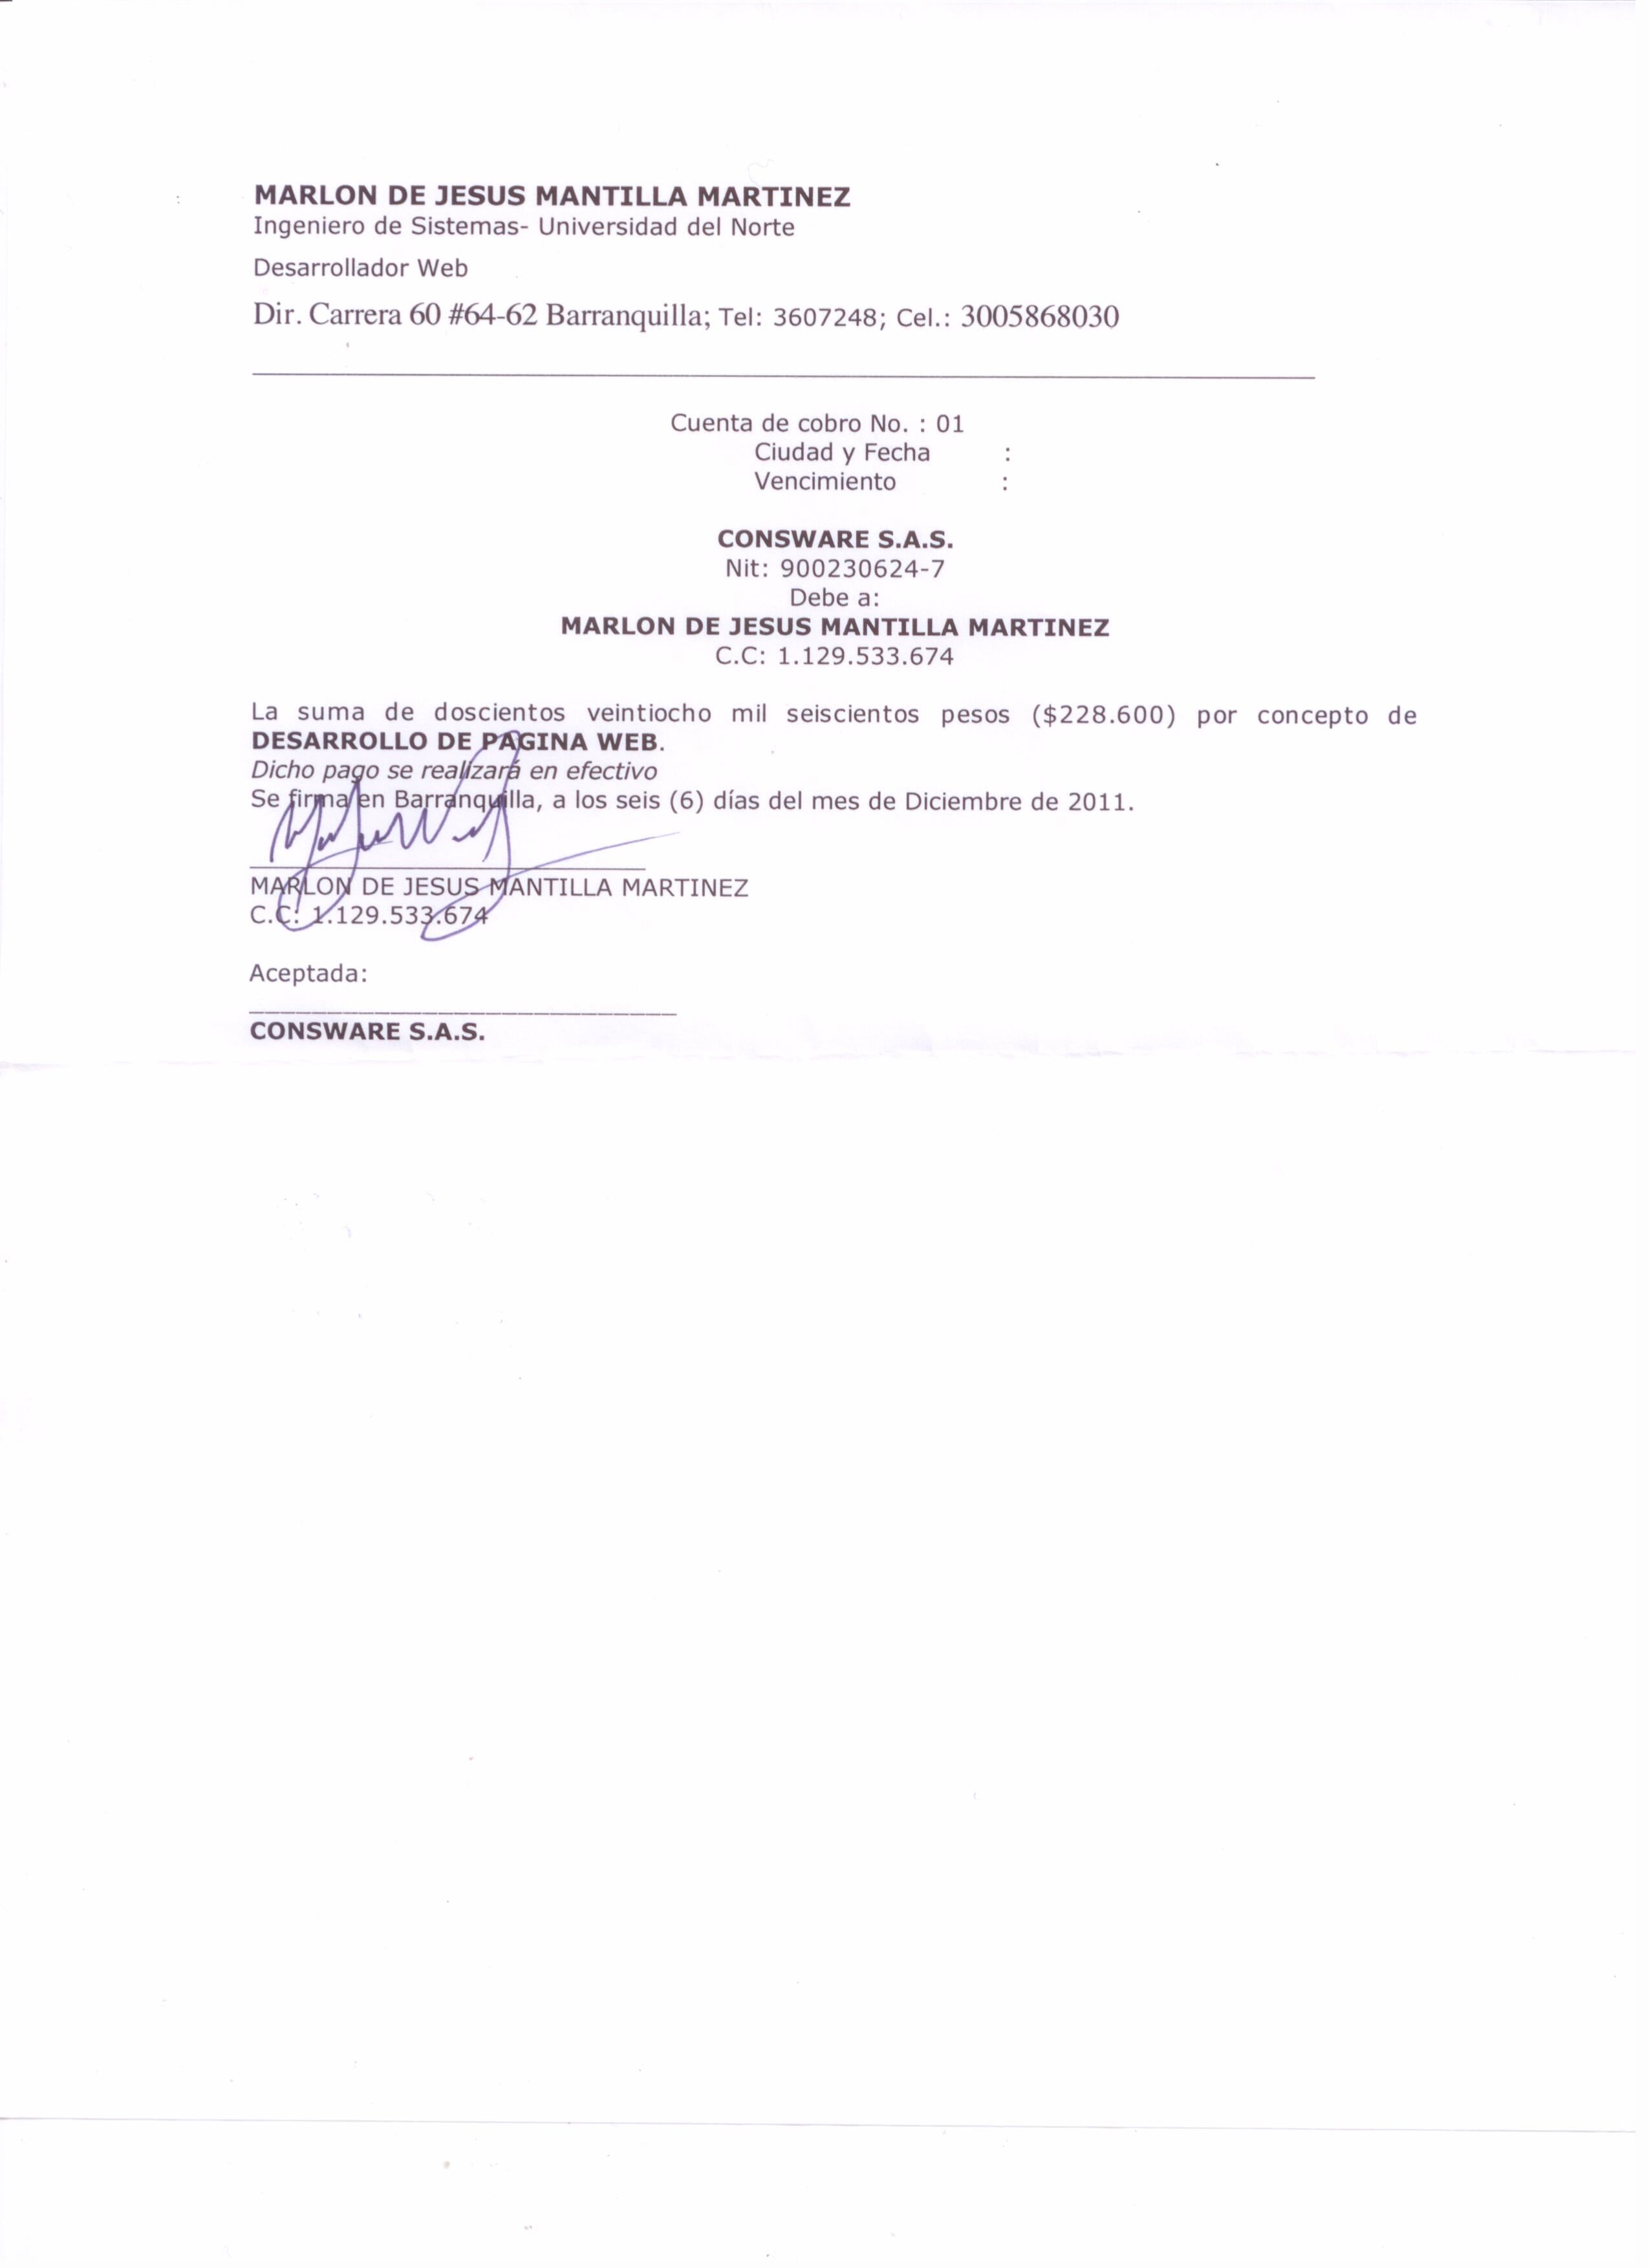 MARLON DE JESUS MANTILLA MARTINEZ
Ingeniero de Sistemas- Universidad del Norte
Desarrollador Web
Dir. Carrera 60 #64-62 Barranquilla; Tel: 3607248; Cel.: 3005868030
Cuenta de cobro No. : 01
Ciudad y Fecha :
Vencimiento :
CONSWARE S.A.S.
Nit: 900230624-7
Debe a:
MARLON DE JESUS MANTILLA MARTINEZ
C.C: 1.129.533.674
La suma de doscientos veintiocho mil seiscientos pesos ($228.600) por concepto de
DESARROLLO DE PAGINA WEB.
Dicho pago se realizará en efectivo
Se firma en Barranquilla, a los seis (6) días del mes de Diciembre de 2011.
MARLON DE JESUS MANTILLA MARTINEZ
C.C: 1.129.533.674
Aceptada:
CONSWARE S.A.S.